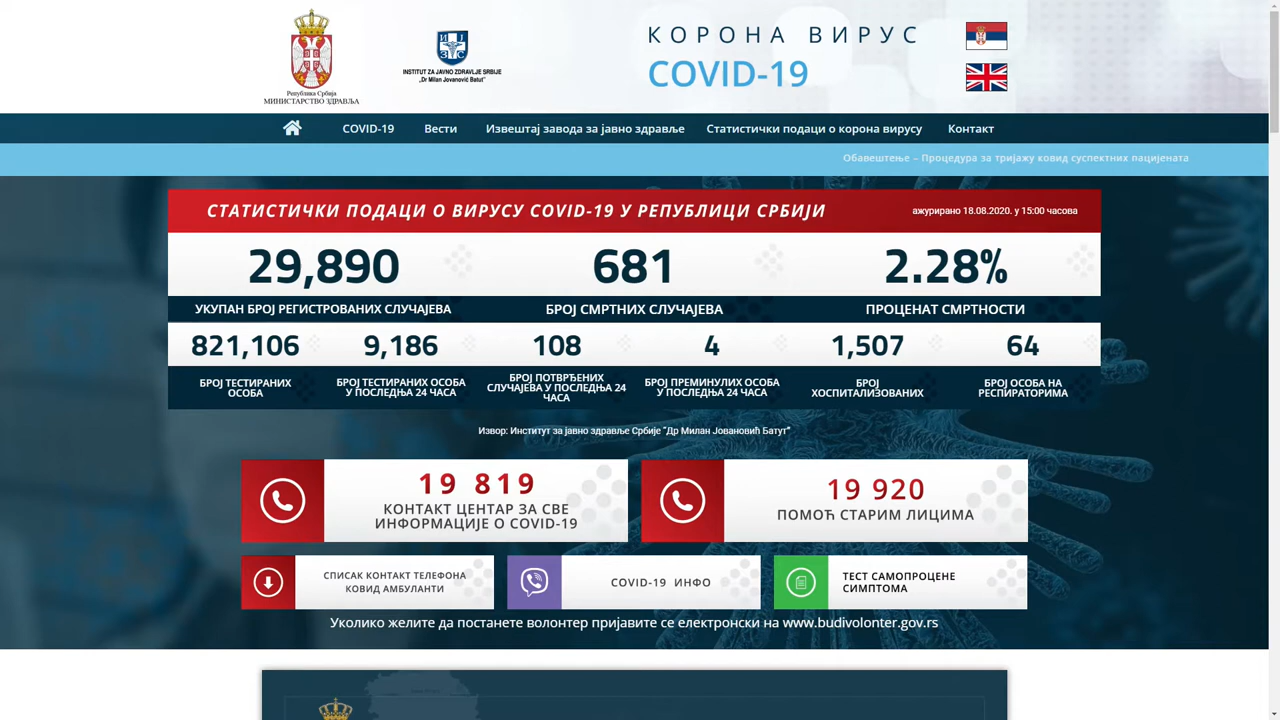 Република Србија
МИНИСТАРСТВО ЗДРАВЉА
ИЈ
ЗС
INSTITUT ZA JAVNO ZDRAVLJE SRBIJE
„Dr Milan Jovanović Batut"
КОРОНА ВИРУС
COVID-19
COVID-19 Вести Извештај завода за јавно здравље Статистички подаци о корона вирусу Контакт
Обавештење – Процедура за тријажу ковид суспектних пацијената
СТАТИСТИЧКИ ПОДАЦИ О ВИРУСУ COVID-19 У РЕПУБЛИЦИ СРБИЈИ
ажурирано 18.08.2020. у 15:00 часова
29,890 681 2.28%
УКУПАН БРОЈ РЕГИСТРОВАНИХ СЛУЧАЈЕВА БРОЈ СМРТНИХ СЛУЧАЈЕВА ПРОЦЕНАТ СМРТНОСТИ
821,106 9,186 108 4 1,507 64
БРОЈ ТЕСТИРАНИХ
ОСОБА
БРОЈ ТЕСТИРАНИХ ОСОБА
У ПОСЛЕДЊА 24 ЧАСА
БРОЈ ПОТВРЂЕНИХ
СЛУЧАЈЕВА У ПОСЛЕДЊА 24
ЧАСА
БРОЈ ПРЕМИНУЛИХ ОСОБА
У ПОСЛЕДЊА 24 ЧАСА
БРОЈ
ХОСПИТАЛИЗОВАНИХ
БРОЈ ОСОБА НА
РЕСПИРАТОРИМА
Извор: Институт за јавно здравље Србије “Др Милан Јовановић Батут”
19 819
КОНТАКТ ЦЕНТАР ЗА СВЕ
ИНФОРМАЦИЈЕ О COVID-19
19 920
ПОМОЋ СТАРИМ ЛИЦИМА
СПИСАК КОНТАКТ ТЕЛЕФОНА
КОВИД АМБУЛАНТИ
COVID-19 ИНФО
ТЕСТ САМОПРОЦЕНЕ
СИМПТОМА
Уколико желите да постанете волонтер пријавите се електронски на www.budivolonter.gov.rs